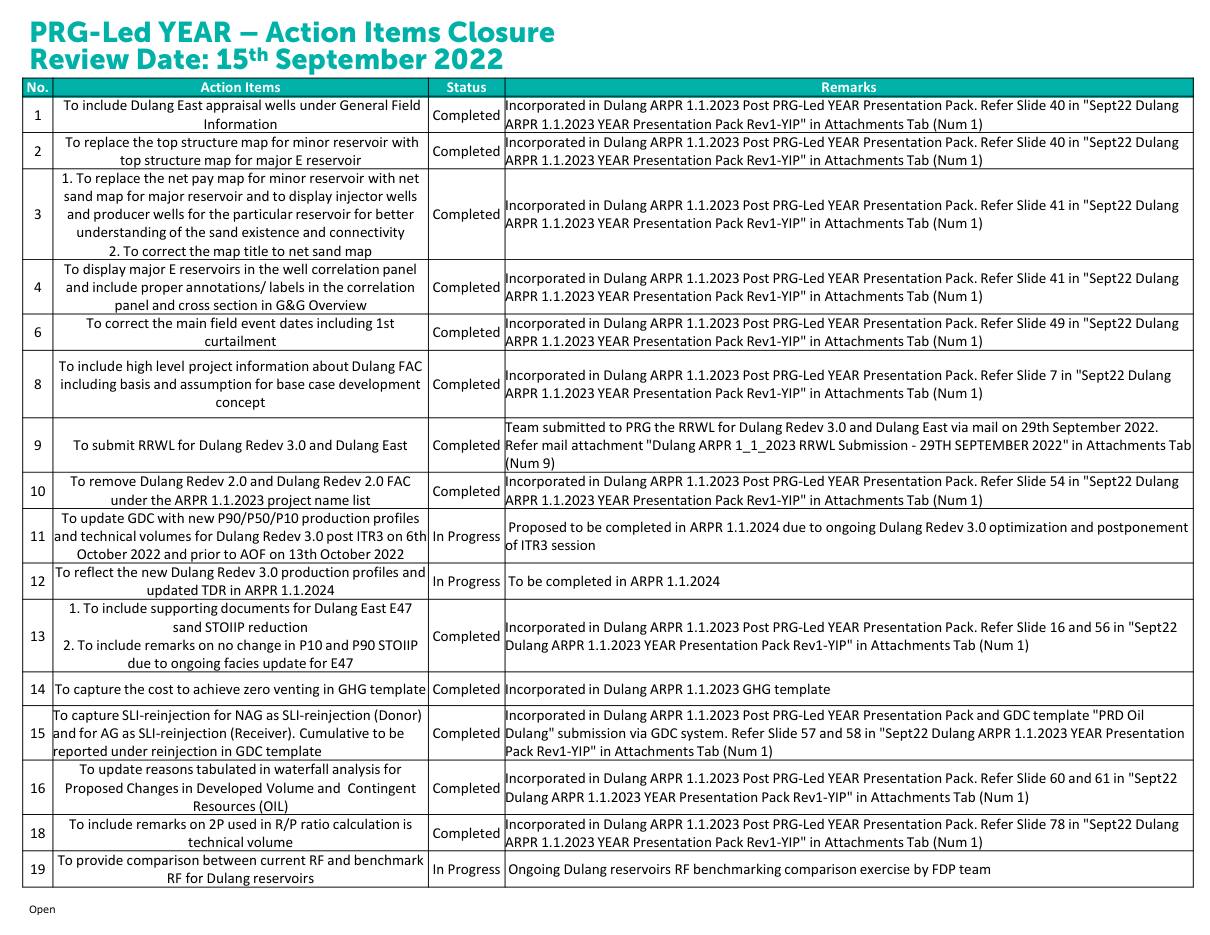 PRG-Led YEAR – Action Items Closure
Review Date: 15th September 2022
No. Action Items Status Remarks
1
To include Dulang East appraisal wells under General Field
Information
Completed
Incorporated in Dulang ARPR 1.1.2023 Post PRG-Led YEAR Presentation Pack. Refer Slide 40 in "Sept22 Dulang
ARPR 1.1.2023 YEAR Presentation Pack Rev1-YIP" in Attachments Tab (Num 1)
2
To replace the top structure map for minor reservoir with
top structure map for major E reservoir
Completed
Incorporated in Dulang ARPR 1.1.2023 Post PRG-Led YEAR Presentation Pack. Refer Slide 40 in "Sept22 Dulang
ARPR 1.1.2023 YEAR Presentation Pack Rev1-YIP" in Attachments Tab (Num 1)
3
1. To replace the net pay map for minor reservoir with net
sand map for major reservoir and to display injector wells
and producer wells for the particular reservoir for better
understanding of the sand existence and connectivity
2. To correct the map title to net sand map
Completed
Incorporated in Dulang ARPR 1.1.2023 Post PRG-Led YEAR Presentation Pack. Refer Slide 41 in "Sept22 Dulang
ARPR 1.1.2023 YEAR Presentation Pack Rev1-YIP" in Attachments Tab (Num 1)
4
To display major E reservoirs in the well correlation panel
and include proper annotations/ labels in the correlation
panel and cross section in G&G Overview
Completed
Incorporated in Dulang ARPR 1.1.2023 Post PRG-Led YEAR Presentation Pack. Refer Slide 41 in "Sept22 Dulang
ARPR 1.1.2023 YEAR Presentation Pack Rev1-YIP" in Attachments Tab (Num 1)
6
To correct the main field event dates including 1st
curtailment
Completed
Incorporated in Dulang ARPR 1.1.2023 Post PRG-Led YEAR Presentation Pack. Refer Slide 49 in "Sept22 Dulang
ARPR 1.1.2023 YEAR Presentation Pack Rev1-YIP" in Attachments Tab (Num 1)
8
To include high level project information about Dulang FAC
including basis and assumption for base case development
concept
Completed
Incorporated in Dulang ARPR 1.1.2023 Post PRG-Led YEAR Presentation Pack. Refer Slide 7 in "Sept22 Dulang
ARPR 1.1.2023 YEAR Presentation Pack Rev1-YIP" in Attachments Tab (Num 1)
9
To submit RRWL for Dulang Redev 3.0 and Dulang East
Completed
Team submitted to PRG the RRWL for Dulang Redev 3.0 and Dulang East via mail on 29th September 2022.
Refer mail attachment "Dulang ARPR 1_1_2023 RRWL Submission - 29TH SEPTEMBER 2022" in Attachments Tab
(Num 9)
10
To remove Dulang Redev 2.0 and Dulang Redev 2.0 FAC
under the ARPR 1.1.2023 project name list
Completed
Incorporated in Dulang ARPR 1.1.2023 Post PRG-Led YEAR Presentation Pack. Refer Slide 54 in "Sept22 Dulang
ARPR 1.1.2023 YEAR Presentation Pack Rev1-YIP" in Attachments Tab (Num 1)
11
To update GDC with new P90/P50/P10 production profiles
and technical volumes for Dulang Redev 3.0 post ITR3 on 6th
October 2022 and prior to AOF on 13th October 2022
In Progress
Proposed to be completed in ARPR 1.1.2024 due to ongoing Dulang Redev 3.0 optimization and postponement
of ITR3 session
12
To reflect the new Dulang Redev 3.0 production profiles and
updated TDR in ARPR 1.1.2024
In Progress
To be completed in ARPR 1.1.2024
13
1. To include supporting documents for Dulang East E47
sand STOIIP reduction
2. To include remarks on no change in P10 and P90 STOIIP
due to ongoing facies update for E47
Completed
Incorporated in Dulang ARPR 1.1.2023 Post PRG-Led YEAR Presentation Pack. Refer Slide 16 and 56 in "Sept22
Dulang ARPR 1.1.2023 YEAR Presentation Pack Rev1-YIP" in Attachments Tab (Num 1)
14
To capture the cost to achieve zero venting in GHG template
Completed
Incorporated in Dulang ARPR 1.1.2023 GHG template
15
To capture SLI-reinjection for NAG as SLI-reinjection (Donor)
and for AG as SLI-reinjection (Receiver). Cumulative to be
reported under reinjection in GDC template
Completed
Incorporated in Dulang ARPR 1.1.2023 Post PRG-Led YEAR Presentation Pack and GDC template "PRD Oil
Dulang" submission via GDC system. Refer Slide 57 and 58 in "Sept22 Dulang ARPR 1.1.2023 YEAR Presentation
Pack Rev1-YIP" in Attachments Tab (Num 1)
16
To update reasons tabulated in waterfall analysis for
Proposed Changes in Developed Volume and Contingent
Resources (OIL)
Completed
Incorporated in Dulang ARPR 1.1.2023 Post PRG-Led YEAR Presentation Pack. Refer Slide 60 and 61 in "Sept22
Dulang ARPR 1.1.2023 YEAR Presentation Pack Rev1-YIP" in Attachments Tab (Num 1)
18
To include remarks on 2P used in R/P ratio calculation is
technical volume
Completed
Incorporated in Dulang ARPR 1.1.2023 Post PRG-Led YEAR Presentation Pack. Refer Slide 78 in "Sept22 Dulang
ARPR 1.1.2023 YEAR Presentation Pack Rev1-YIP" in Attachments Tab (Num 1)
19
To provide comparison between current RF and benchmark
RF for Dulang reservoirs
In Progress
Ongoing Dulang reservoirs RF benchmarking comparison exercise by FDP team
Open